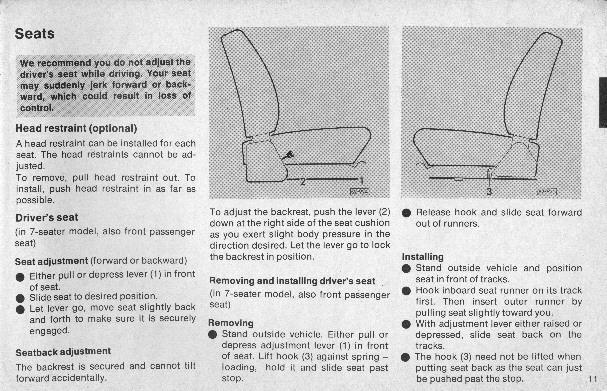 Seats
We recommend you do not adjust the
driver's seat while driving. Your seat
may suddenly jerk forward or back-
ward, which could result in loss of
control.
Head restraint (optional)
A head restraint can be installed for each
seat. The head restraints cannot be ad-
justed.
To remove, pull head restraint out. To
install, push head restraint in as far as
possible.
Driver's seat
(in 7-seater model, also front passenger
seat)
Seat adjustment (forward or backward)
● Either pull or depress lever (1) in front
of seat.
● Slide seat to desired position.
● Let lever go, move seat slightly back
and forth to make sure it is securely
engaged.
Seatback adjustment
The backrest is secured and cannot tilt
forward accidentally.
2
1
To adjust the backrest, push the lever (2)
down at the right side of the seat cushion
as you exert slight body pressure in the
direction desired. Let the lever go to lock
the backrest in position.
Removing and installing driver's seat
(in 7-seater model, also front passenger
seat)
Removing
● Stand outside vehicle. Either pull or
depress adjustment lever (1) in front
of seat. Lift hook (3) against spring –
loading, hold it and slide seat past
stop.
3
● Release hook and slide seat forward
out of runners.
Installing
● Stand outside vehicle and position
seat in front of tracks.
● Hook inboard seat runner on its track
first. Then insert outer runner by
pulling seat slightly toward you.
● With adjustment lever either raised or
depressed, slide seat back on the
tracks.
● The hook (3) need not be lifted when
putting seat back as the seat can just
be pushed past the stop.
11